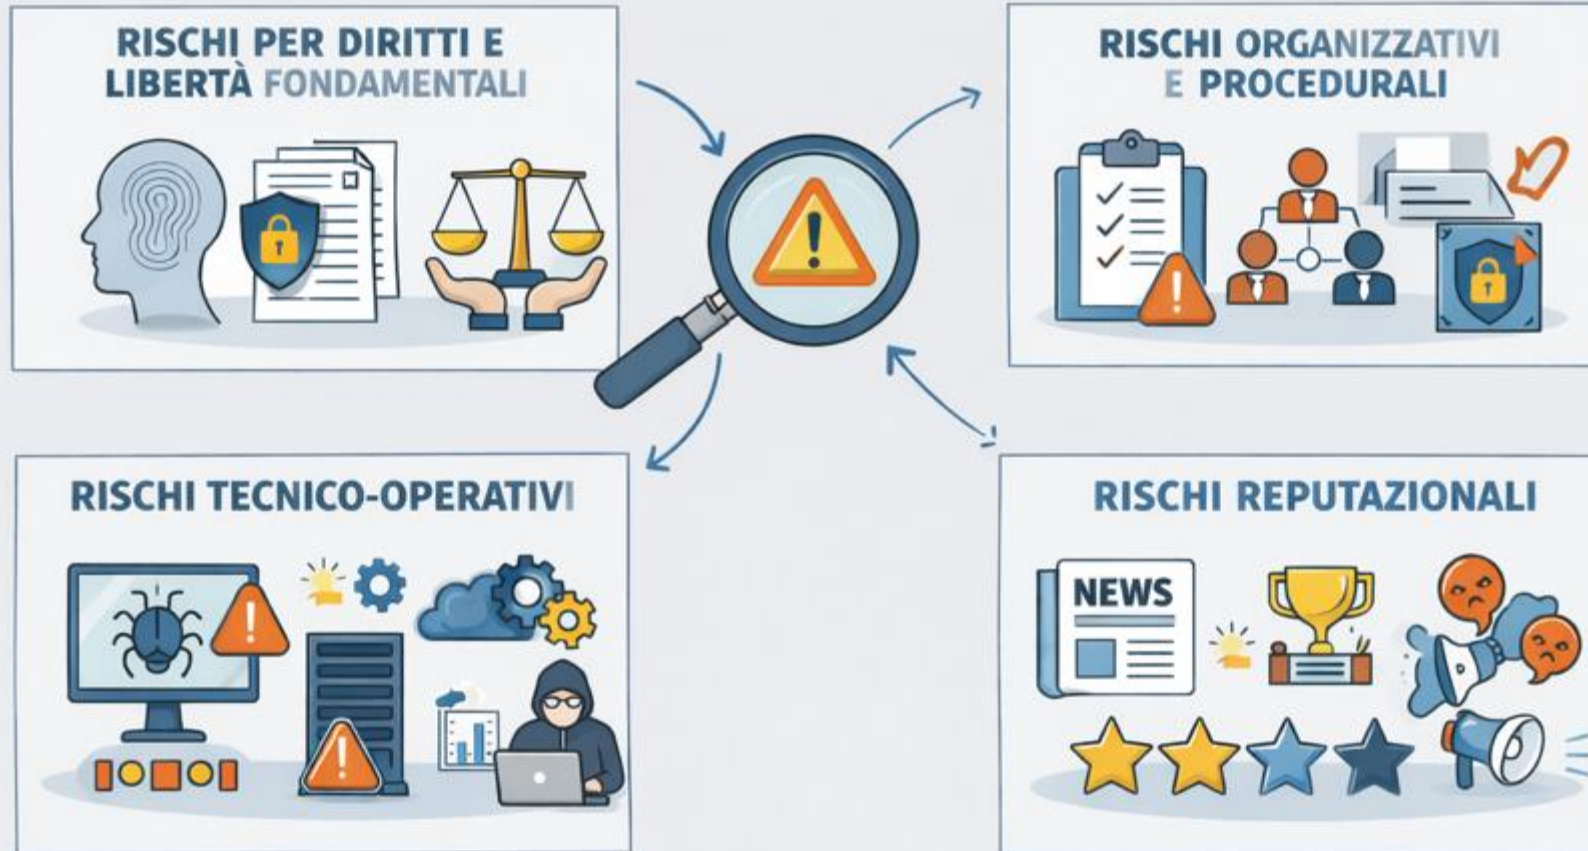 RISCHI PER DIRITTI E
LIBERTÀ FONDAMENTALI
RISCHI ORGANIZZATIVI
E PROCEDURALI
RISCHI TECNICO-OPERATIVI
RISCHI REPUTAZIONALI
NEWS